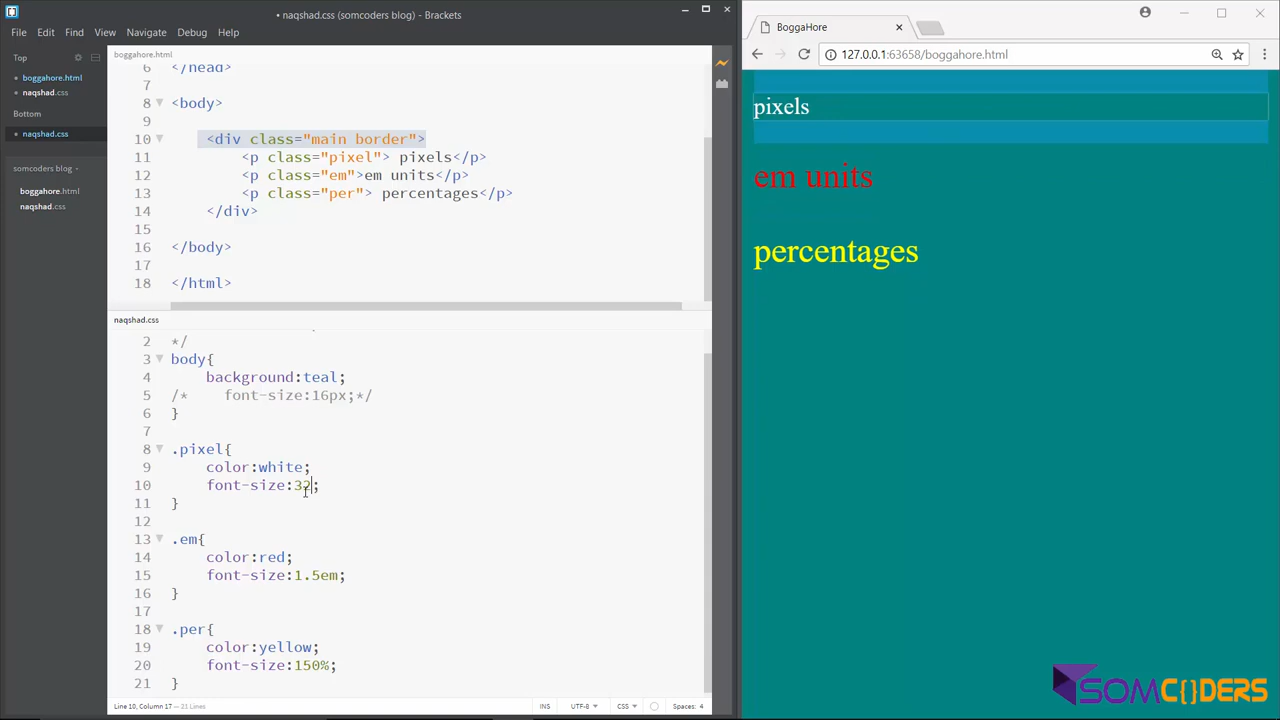 • naqshad.css (somcoders blog) - Brackets
File Edit Find View Navigate Debug Help
Top
• boggahore.html
• naqshad.css
Bottom
• naqshad.css
somcoders blog
boggahore.html
naqshad.css
boggahore.html
6 </head>
7
8 <body>
9
10 <div class="main border">
11 <p class="pixel"> pixels</p>
12 <p class="em">em units</p>
13 <p class="per"> percentages</p>
14 </div>
15
16 </body>
17
18 </html>
naqshad.css
2 */
3 body{
4 background:teal;
5 /* font-size:16px;*/
6 }
7
8 .pixel{
9 color:white;
10 font-size:32;
11 }
12
13 .em{
14 color:red;
15 font-size:1.5em;
16 }
17
18 .per{
19 color:yellow;
20 font-size:150%;
21 }
Line 10, Column 17 — 21 Lines
INS UTF-8 CSS Spaces: 4
BoggaHore
127.0.0.1:63658/boggahore.html
pixels
em units
percentages
SOMC{}DERS